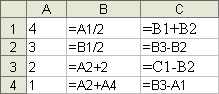 A B C
1 4 =A1/2 =B1+B2
2 3 =B1/2 =B3-B2
3 2 =A2+2 =C1-B2
4 1 =A2+A4 =B3-A1